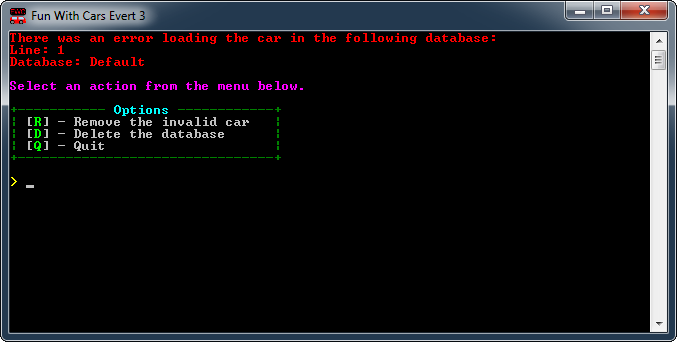 Fun With Cars Evert 3
There was an error loading the car in the following database:
Line: 1
Database: Default
Select an action from the menu below.
Options
[R] - Remove the invalid car
[D] - Delete the database
[Q] - Quit
> _